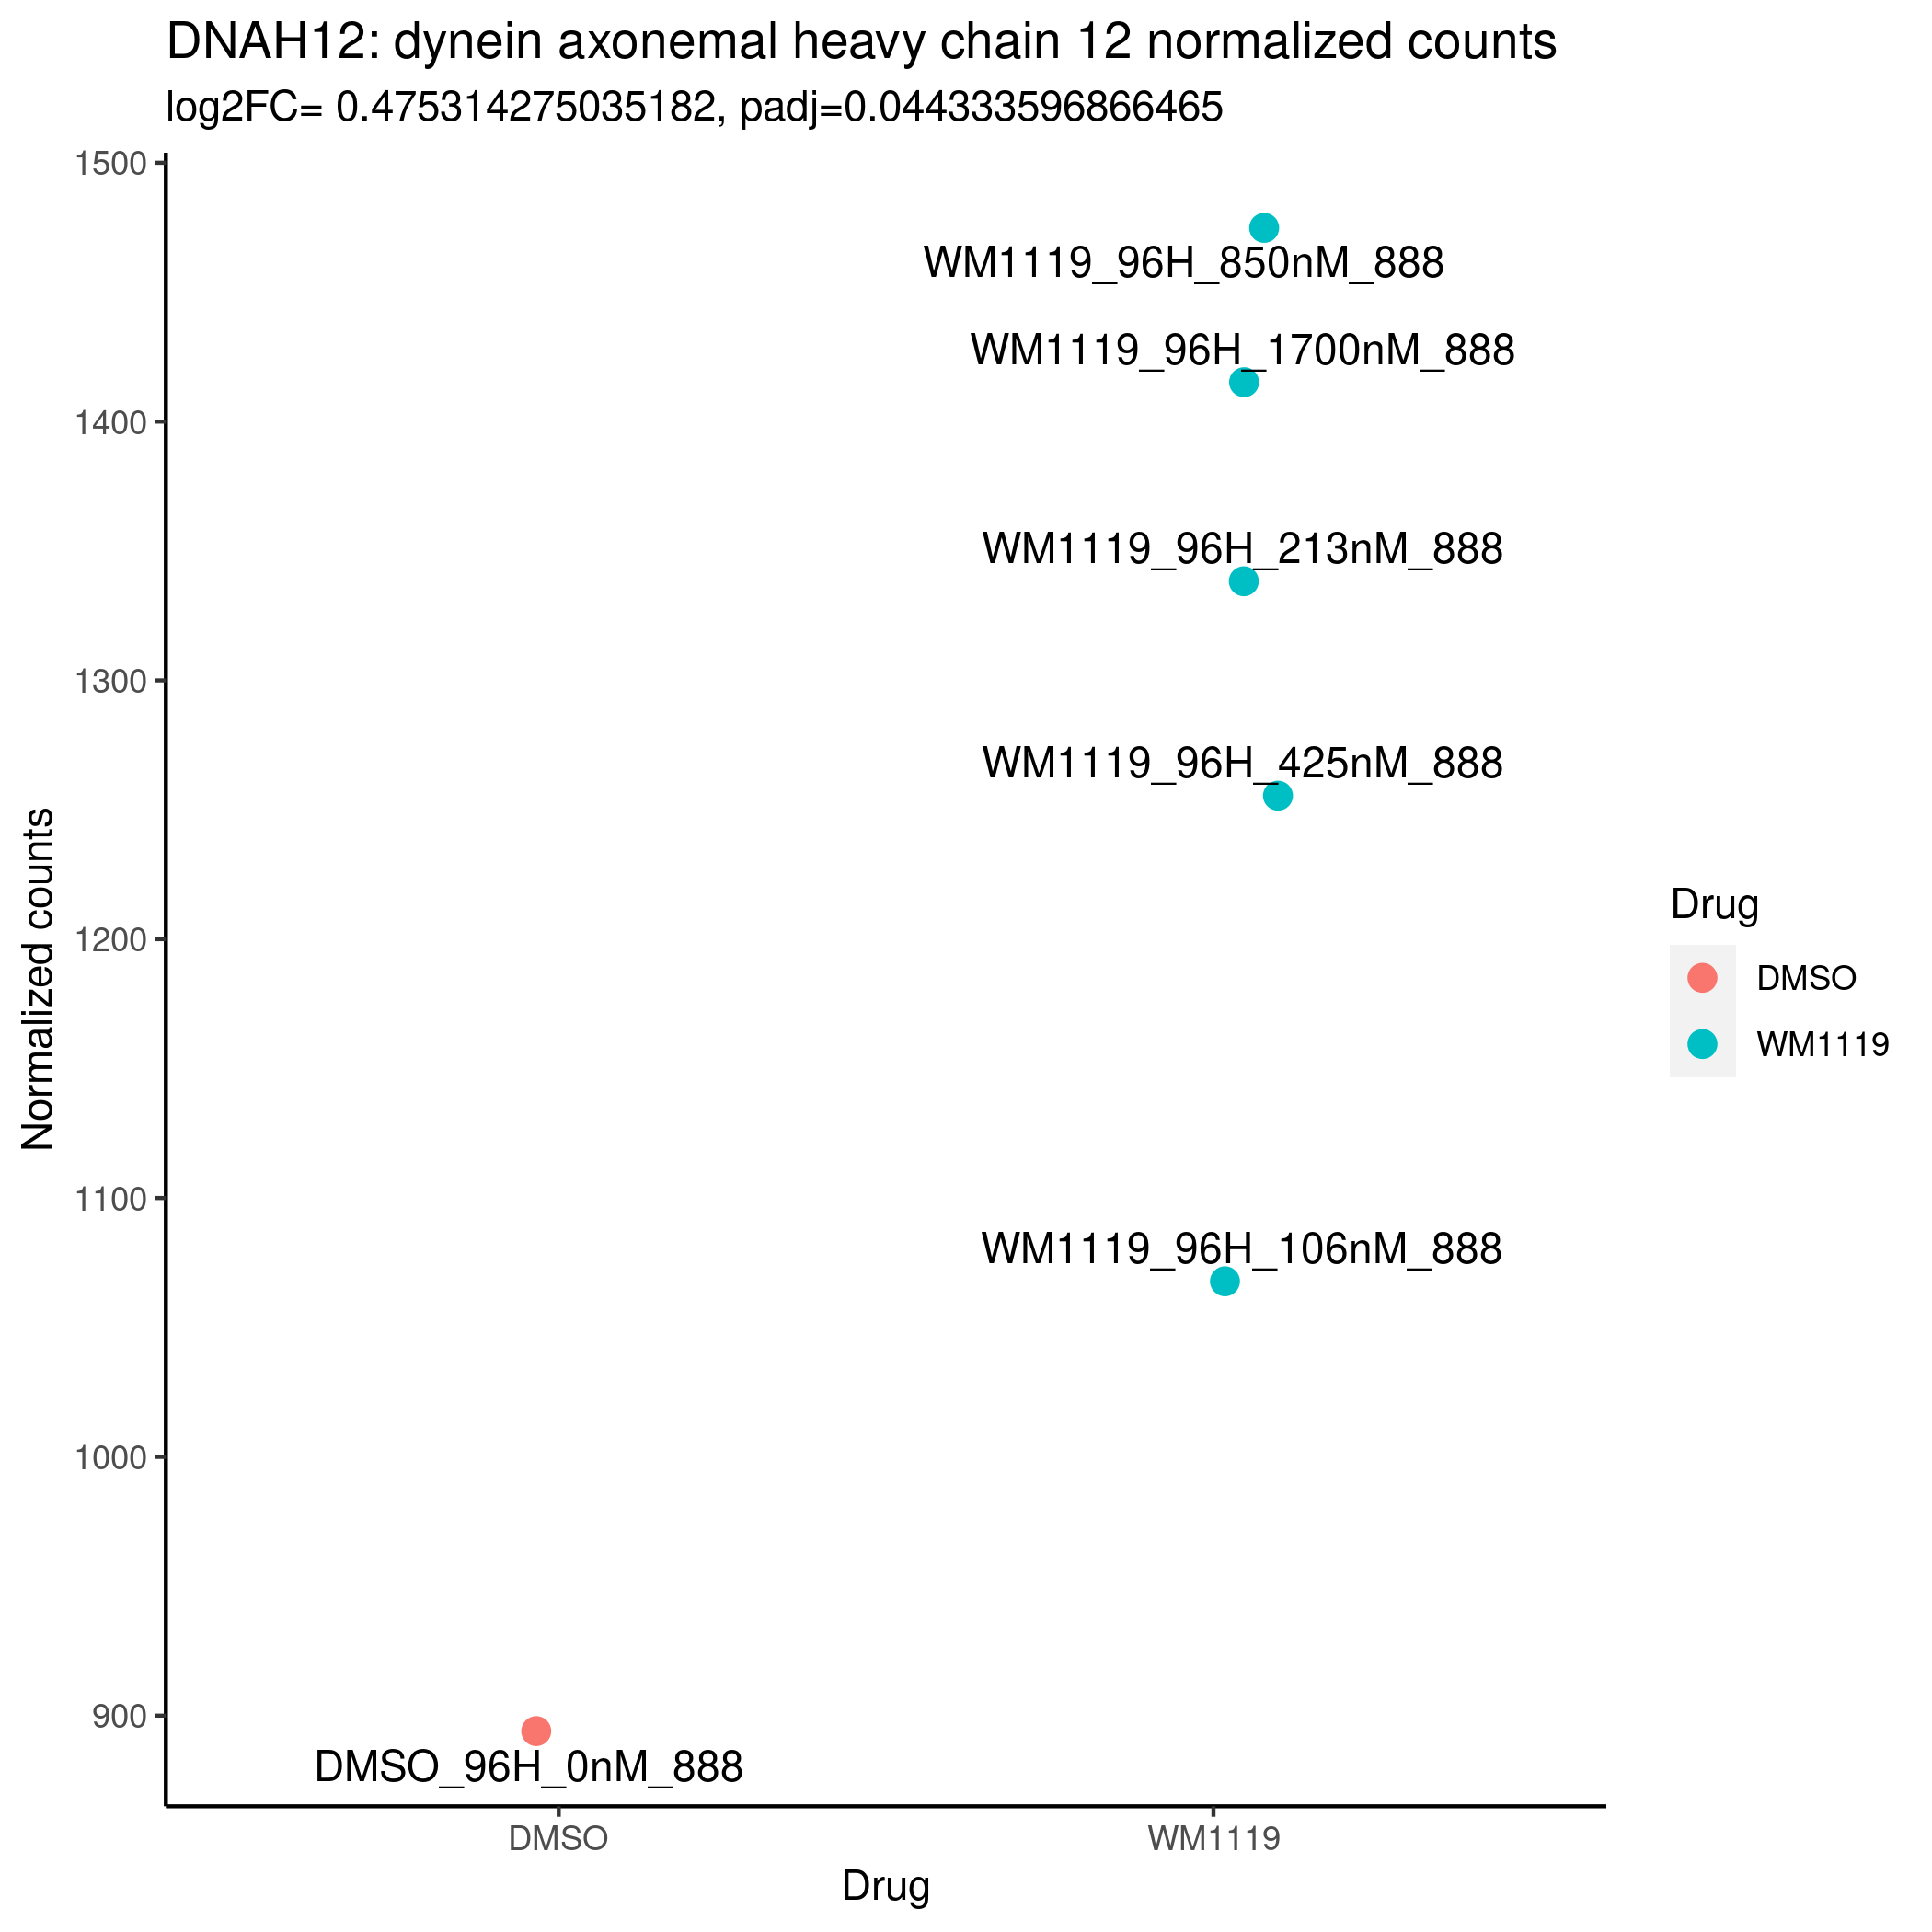 DNAH12: dynein axonemal heavy chain 12 normalized counts
log2FC= 0.475314275035182, padj=0.044333596866465
1500
WM1119_96H_850nM_888
WM1119_96H_1700nM_888
1400
WM1119_96H_213nM_888
1300
WM1119_96H_425nM_888
Normalized counts
1200
1100
WM1119_96H_106nM_888
1000
900
DMSO_96H_0nM_888
DMSO
WM1119
Drug
Drug
DMSO
WM1119